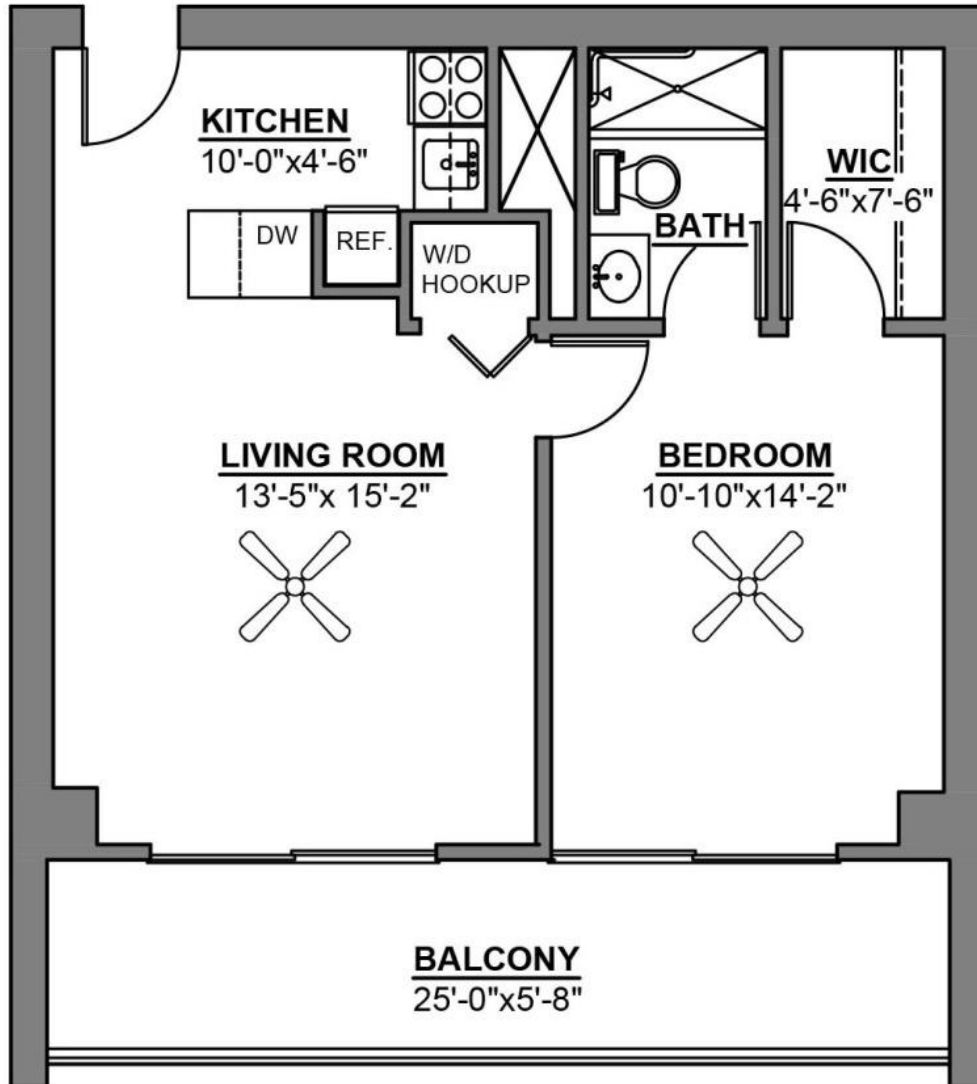 KITCHEN
10'-0"x4'-6"
DW
REF.
W/D
HOOKUP
BATH
WIC
4'-6"x7'-6"
LIVING ROOM
13'-5"x 15'-2"
BEDROOM
10'-10"x14'-2"
BALCONY
25'-0"x5'-8"